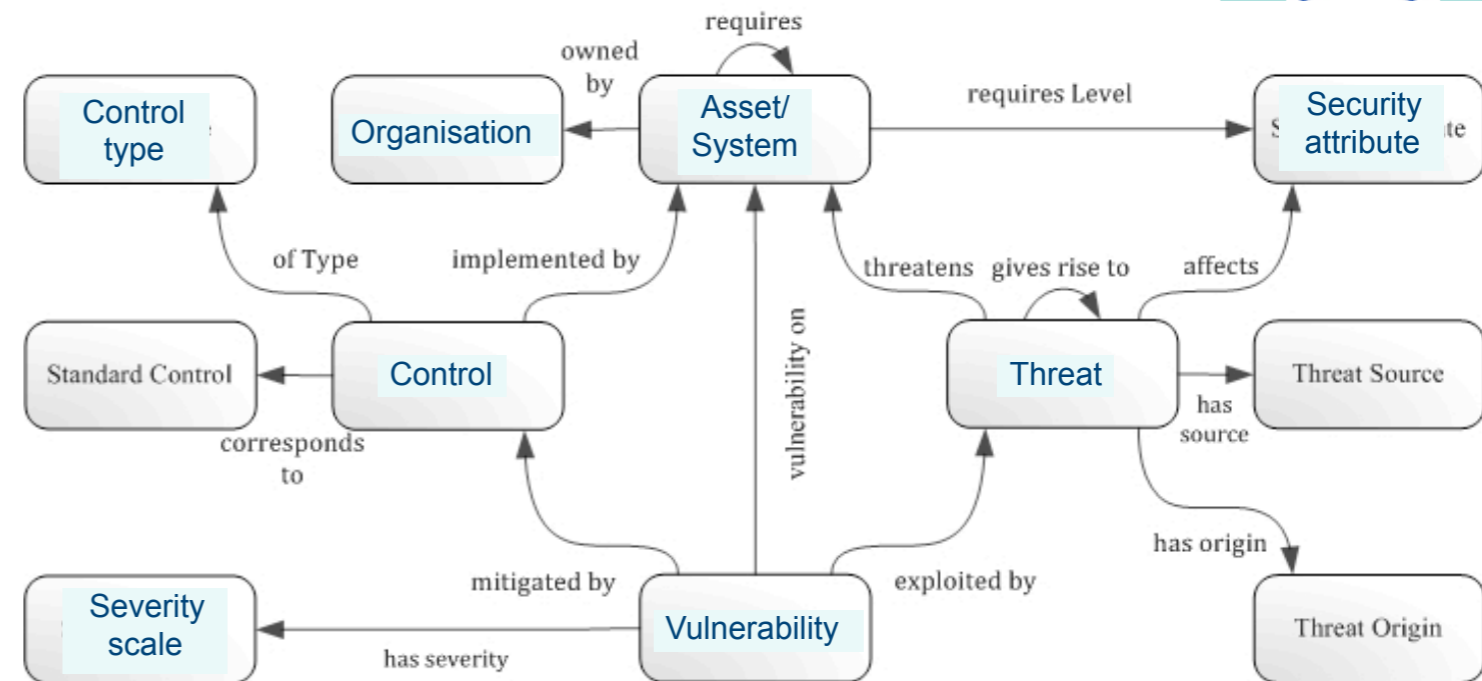 requires
owned
by
Control
type
Organisation
Asset/
System
requires Level
Security
attribute
of Type
implemented by
threatens
gives rise to
affects
vulnerability on
Standard Control
Control
Threat
Threat Source
has
source
corresponds
to
has origin
mitigated by
exploited by
Severity
scale
Vulnerability
Threat Origin
has severity